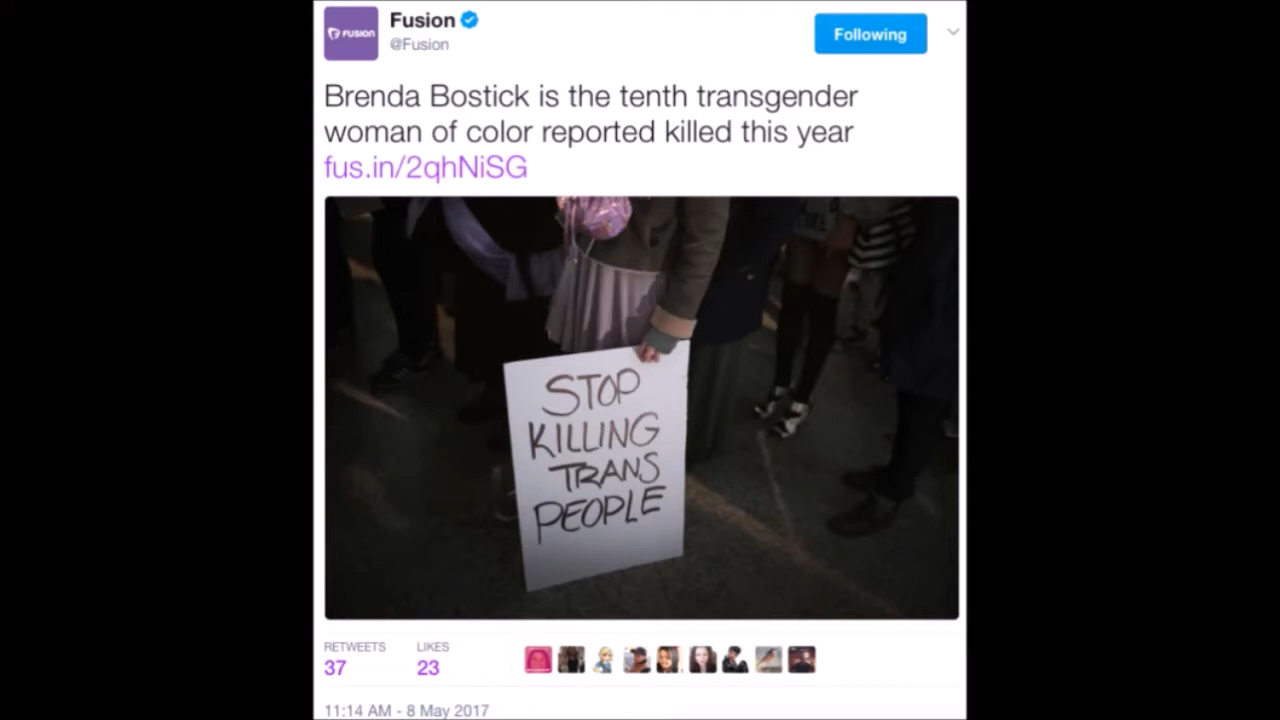 FUSION
Fusion
@Fusion
Following
Brenda Bostick is the tenth transgender
woman of color reported killed this year
fus.in/2qhNiSG
STOP
KILLING
TRANS
PEOPLE
RETWEETS
LIKES
37
23
11:14 AM - 8 May 2017